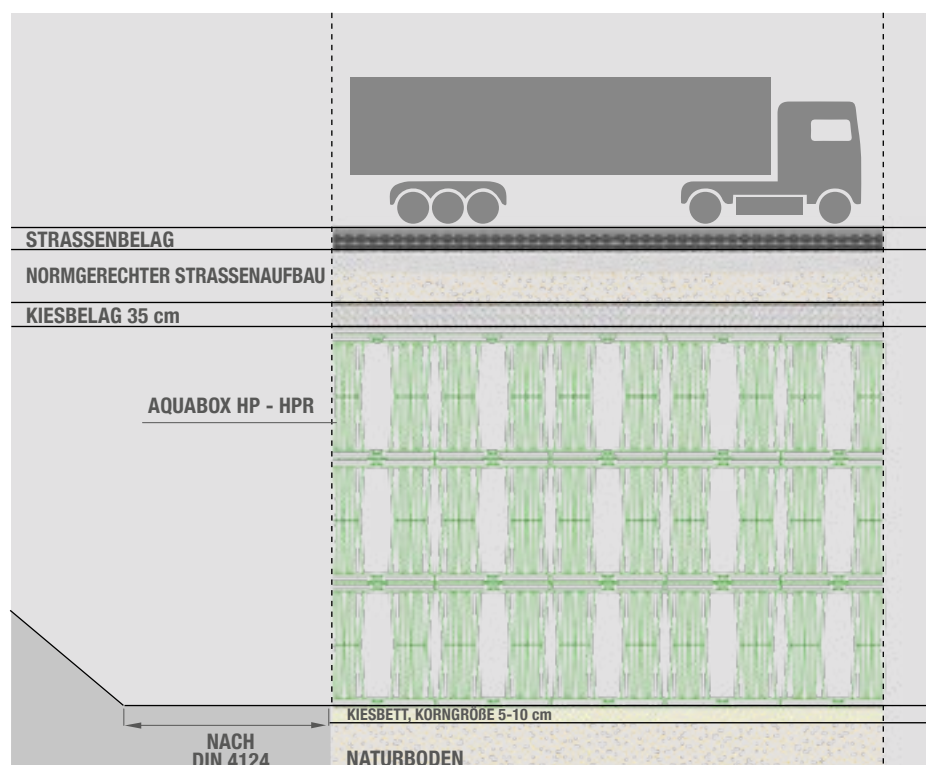 STRASSENBELAG
NORMGERECHTER STRASSENAUFBAU
KIESBELAG 35 cm
AQUABOX HP - HPR
KIESBETT, KORNGRÖßE 5-10 cm
NACH
DIN 4124
NATURBODEN